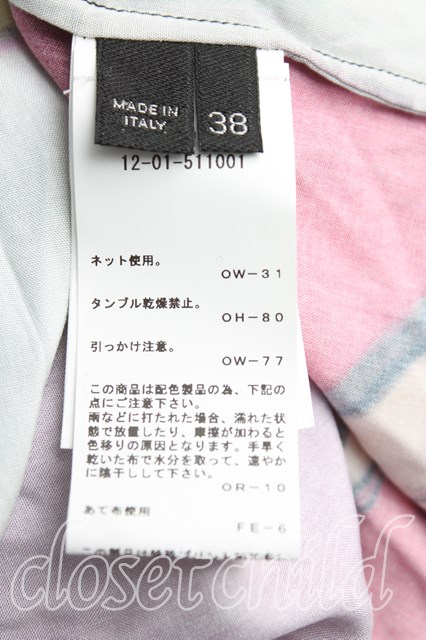 MADE IN
ITALY
38
12-01-511001
ネット使用。
OW-31
タンブル乾燥禁止。
OH-80
引っかけ注意。
OW-77
この商品は配色製品の為、下記の
点にご注意下さい。
雨などに打たれた場合、濡れた状
態で放置したり、摩擦が加わると
色移りの原因となります。手早く
乾いた布で水分を取って、速やか
に陰干しして下さい。
OR-10
あて布使用
FE-6
closet child